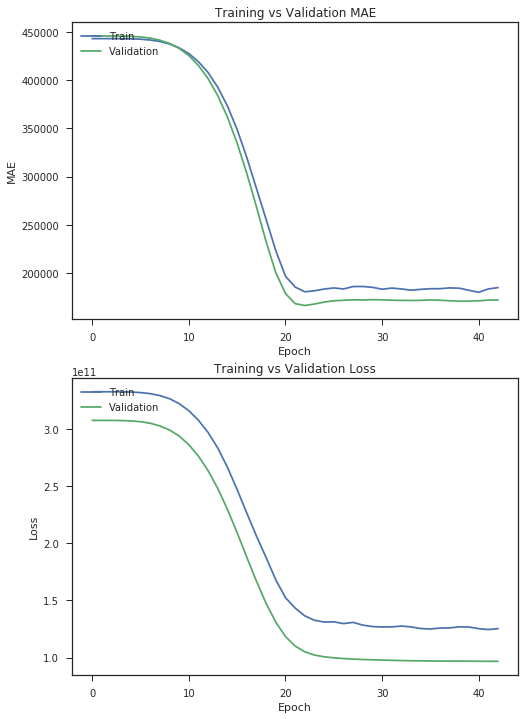 Training vs Validation MAE
450000
400000
350000
300000
250000
200000
MAE
Train
Validation
0 10 20 30 40
Epoch
Training vs Validation Loss
1e11
3.0
2.5
2.0
1.5
1.0
Loss
Train
Validation
0 10 20 30 40
Epoch